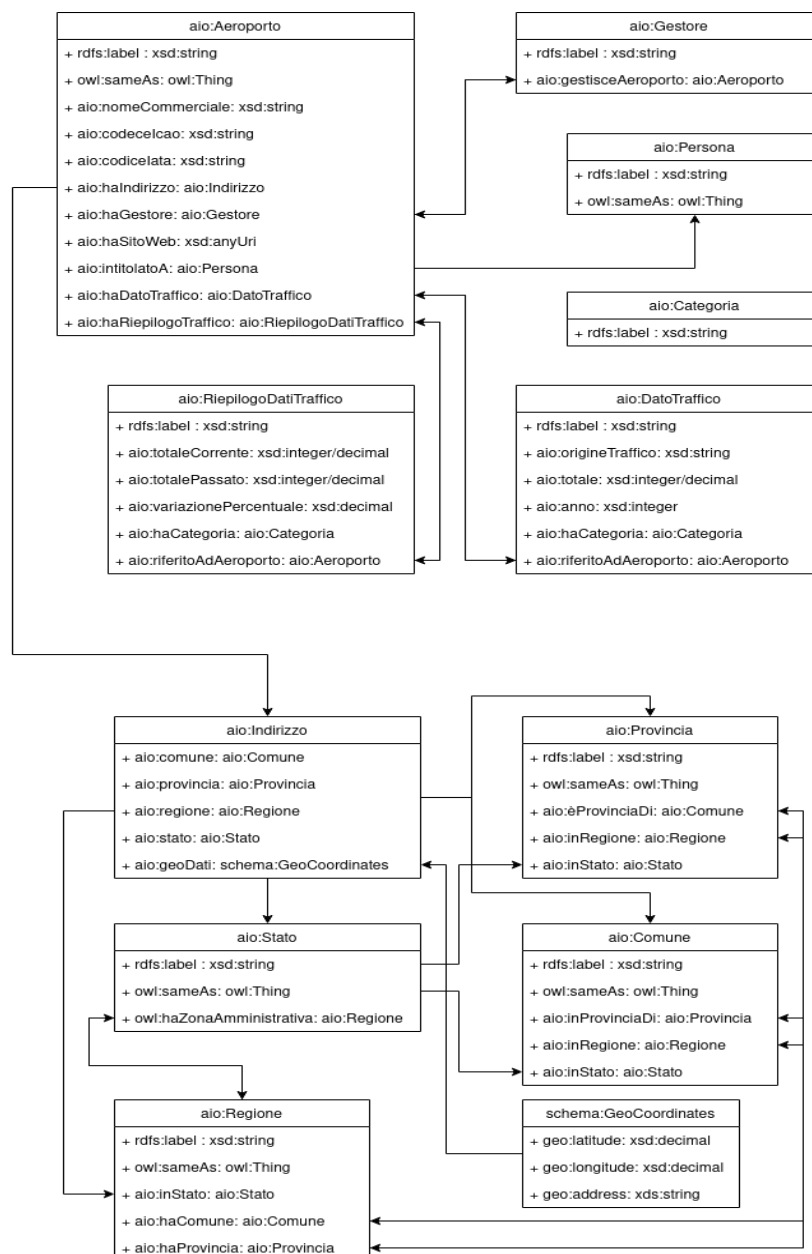 aio:Aeroporto
+ rdfs:label : xsd:string
+ owl:sameAs: owl:Thing
+ aio:nomeCommerciale: xsd:string
+ aio:codeceIcao: xsd:string
+ aio:codiceIata: xsd:string
+ aio:haIndirizzo: aio:Indirizzo
+ aio:haGestore: aio:Gestore
+ aio:haSitoWeb: xsd:anyUri
+ aio:intitolatoA: aio:Persona
+ aio:haDatoTraffico: aio:DatoTraffico
+ aio:haRiepilogoTraffico: aio:RiepilogoDatiTraffico
aio:Gestore
+ rdfs:label : xsd:string
+ aio:gestisceAeroporto: aio:Aeroporto
aio:Persona
+ rdfs:label : xsd:string
+ owl:sameAs: owl:Thing
aio:Categoria
+ rdfs:label : xsd:string
aio:RiepilogoDatiTraffico
+ rdfs:label : xsd:string
+ aio:totaleCorrente: xsd:integer/decimal
+ aio:totalePassato: xsd:integer/decimal
+ aio:variazionePercentuale: xsd:decimal
+ aio:haCategoria: aio:Categoria
+ aio:riferitoAdAeroporto: aio:Aeroporto
aio:DatoTraffico
+ rdfs:label : xsd:string
+ aio:origineTraffico: xsd:string
+ aio:totale: xsd:integer/decimal
+ aio:anno: xsd:integer
+ aio:haCategoria: aio:Categoria
+ aio:riferitoAdAeroporto: aio:Aeroporto
aio:Indirizzo
+ aio:comune: aio:Comune
+ aio:provincia: aio:Provincia
+ aio:regione: aio:Regione
+ aio:stato: aio:Stato
+ aio:geoDati: schema:GeoCoordinates
aio:Provincia
+ rdfs:label : xsd:string
+ owl:sameAs: owl:Thing
+ aio:èProvinciaDi: aio:Comune
+ aio:inRegione: aio:Regione
+ aio:inStato: aio:Stato
aio:Stato
+ rdfs:label : xsd:string
+ owl:sameAs: owl:Thing
+ owl:haZonaAmministrativa: aio:Regione
aio:Comune
+ rdfs:label : xsd:string
+ owl:sameAs: owl:Thing
+ aio:inProvinciaDi: aio:Provincia
+ aio:inRegione: aio:Regione
+ aio:inStato: aio:Stato
aio:Regione
+ rdfs:label : xsd:string
+ owl:sameAs: owl:Thing
+ aio:inStato: aio:Stato
+ aio:haComune: aio:Comune
+ aio:haProvincia: aio:Provincia
schema:GeoCoordinates
+ geo:latitude: xsd:decimal
+ geo:longitude: xsd:decimal
+ geo:address: xds:string